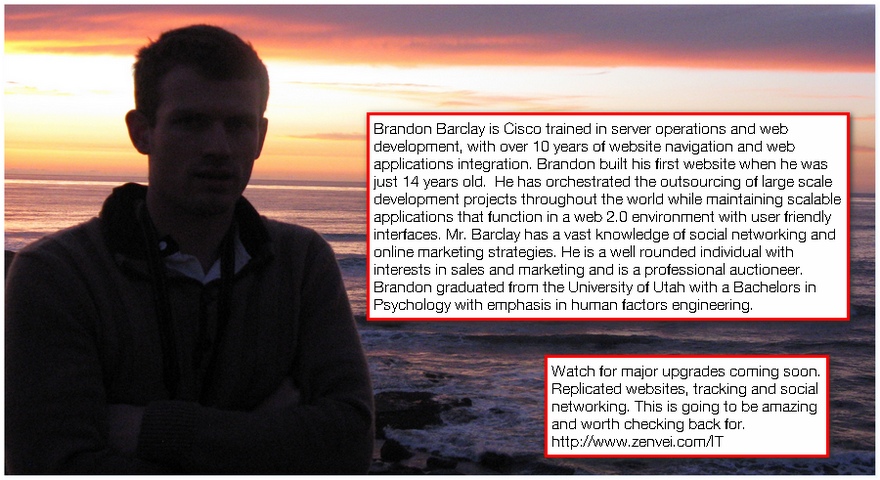 Brandon Barclay is Cisco trained in server operations and web
development, with over 10 years of website navigation and web
applications integration. Brandon built his first website when he was
just 14 years old.  He has orchestrated the outsourcing of large scale
development projects throughout the world while maintaining scalable
applications that function in a web 2.0 environment with user friendly
interfaces. Mr. Barclay has a vast knowledge of social networking and
online marketing strategies. He is a well rounded individual with
interests in sales and marketing and is a professional auctioneer.
Brandon graduated from the University of Utah with a Bachelors in
Psychology with emphasis in human factors engineering.
Watch for major upgrades coming soon.
Replicated websites, tracking and social
networking. This is going to be amazing
and worth checking back for.
http://www.zenvei.com/IT